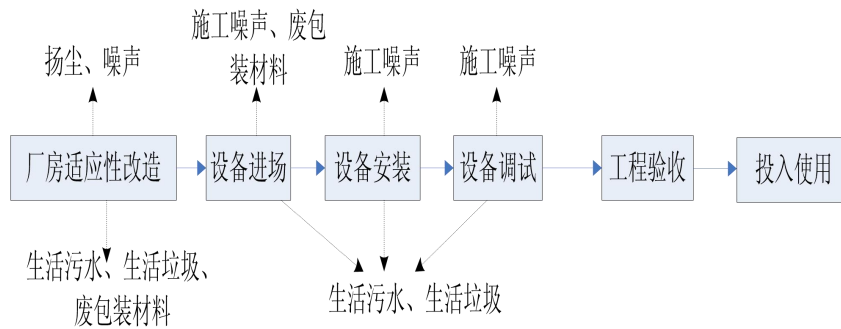 施工噪声、废包
装材料
扬尘、噪声
施工噪声
施工噪声
厂房适应性改造
设备进场
设备安装
设备调试
工程验收
投入使用
生活污水、生活垃圾、
废包装材料
生活污水、生活垃圾